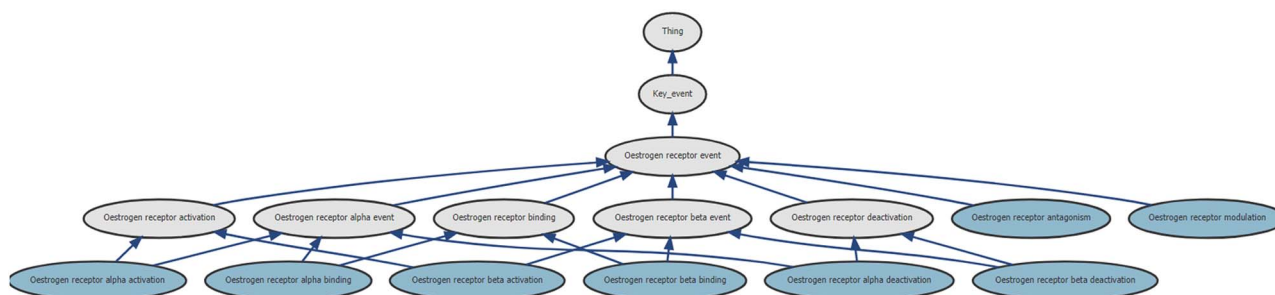 Thing
Key_event
Oestrogen receptor event
Oestrogen receptor activation
Oestrogen receptor alpha event
Oestrogen receptor binding
Oestrogen receptor beta event
Oestrogen receptor deactivation
Oestrogen receptor antagonism
Oestrogen receptor modulation
Oestrogen receptor alpha activation
Oestrogen receptor alpha binding
Oestrogen receptor beta activation
Oestrogen receptor beta binding
Oestrogen receptor alpha deactivation
Oestrogen receptor beta deactivation